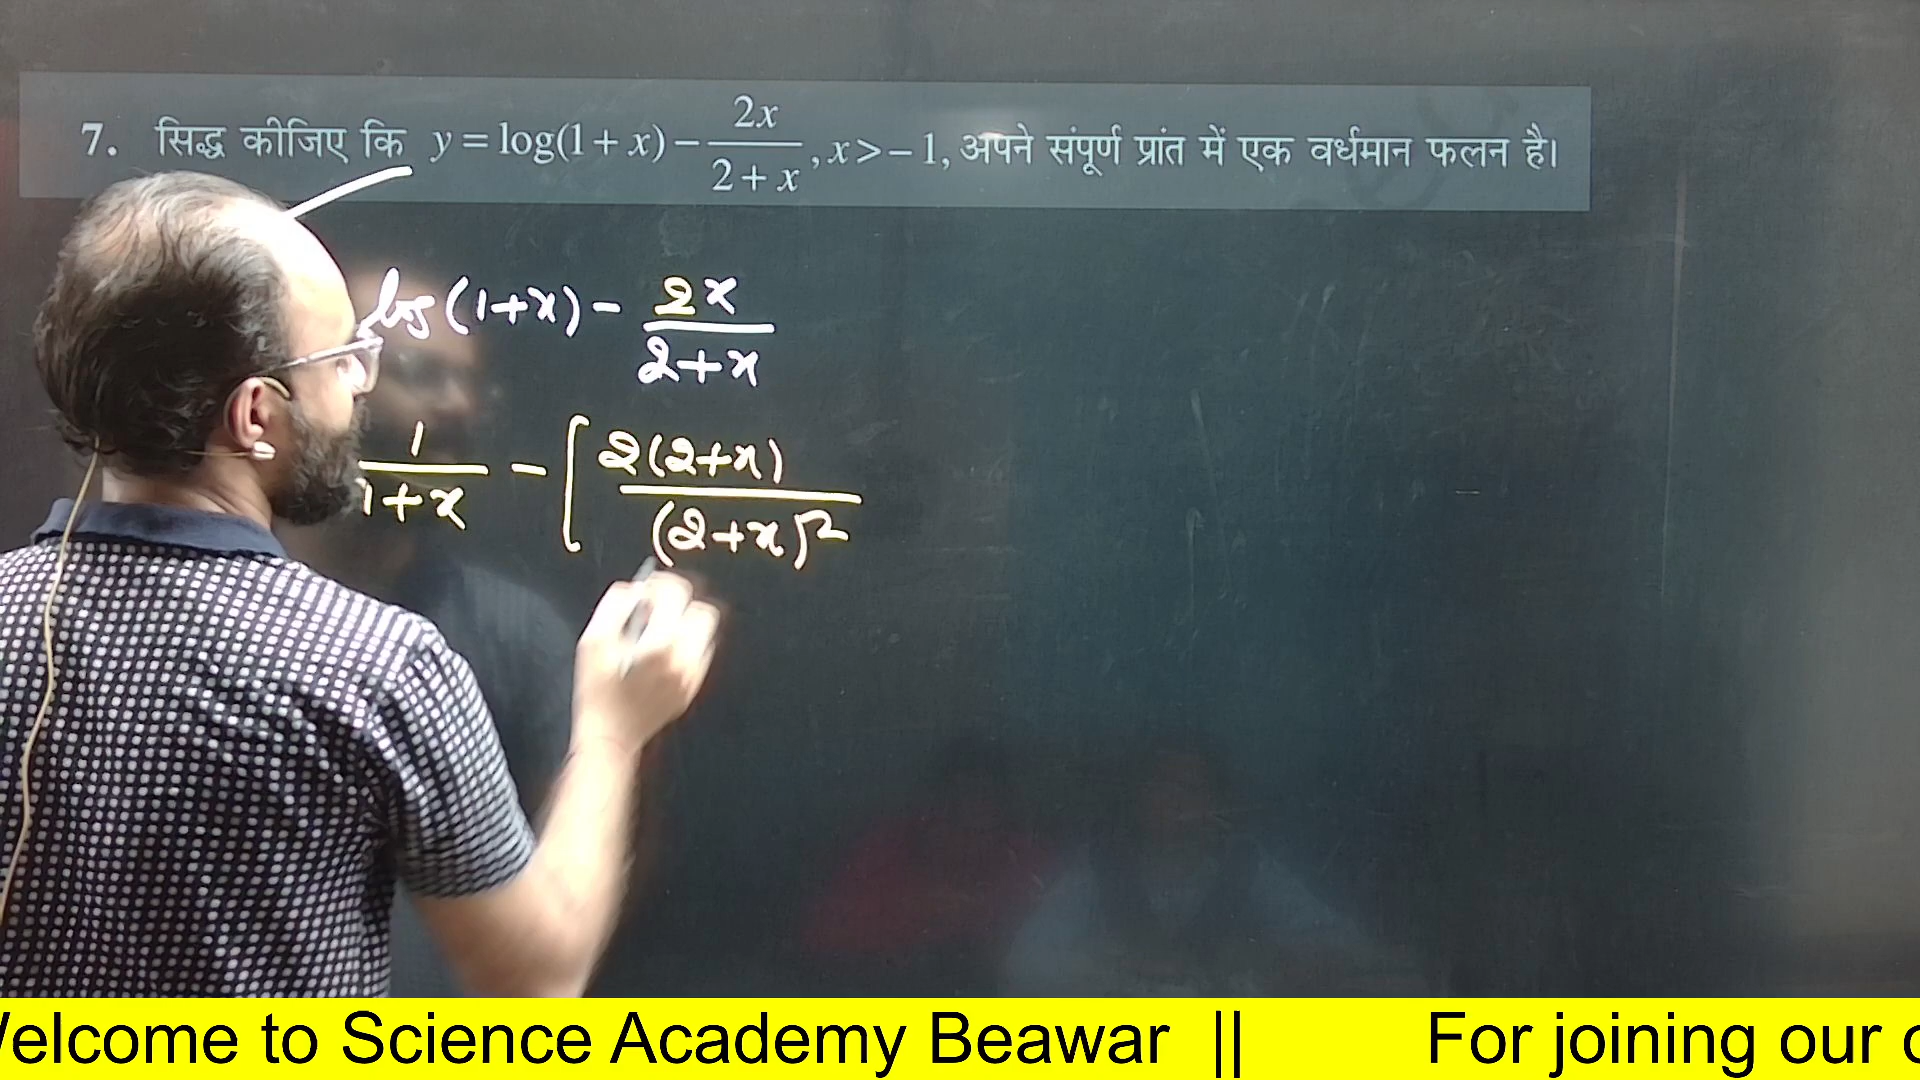 7. सिद्ध कीजिए कि y = log(1 + x) – 2x/(2 + x), x > – 1, अपने संपूर्ण प्रांत में एक वर्धमान फलन है।
log(1+x) - 2x/(2+x)
1/(1+x) - [ 2(2+x)/(2+x)²
Welcome to Science Academy Beawar || For joining our